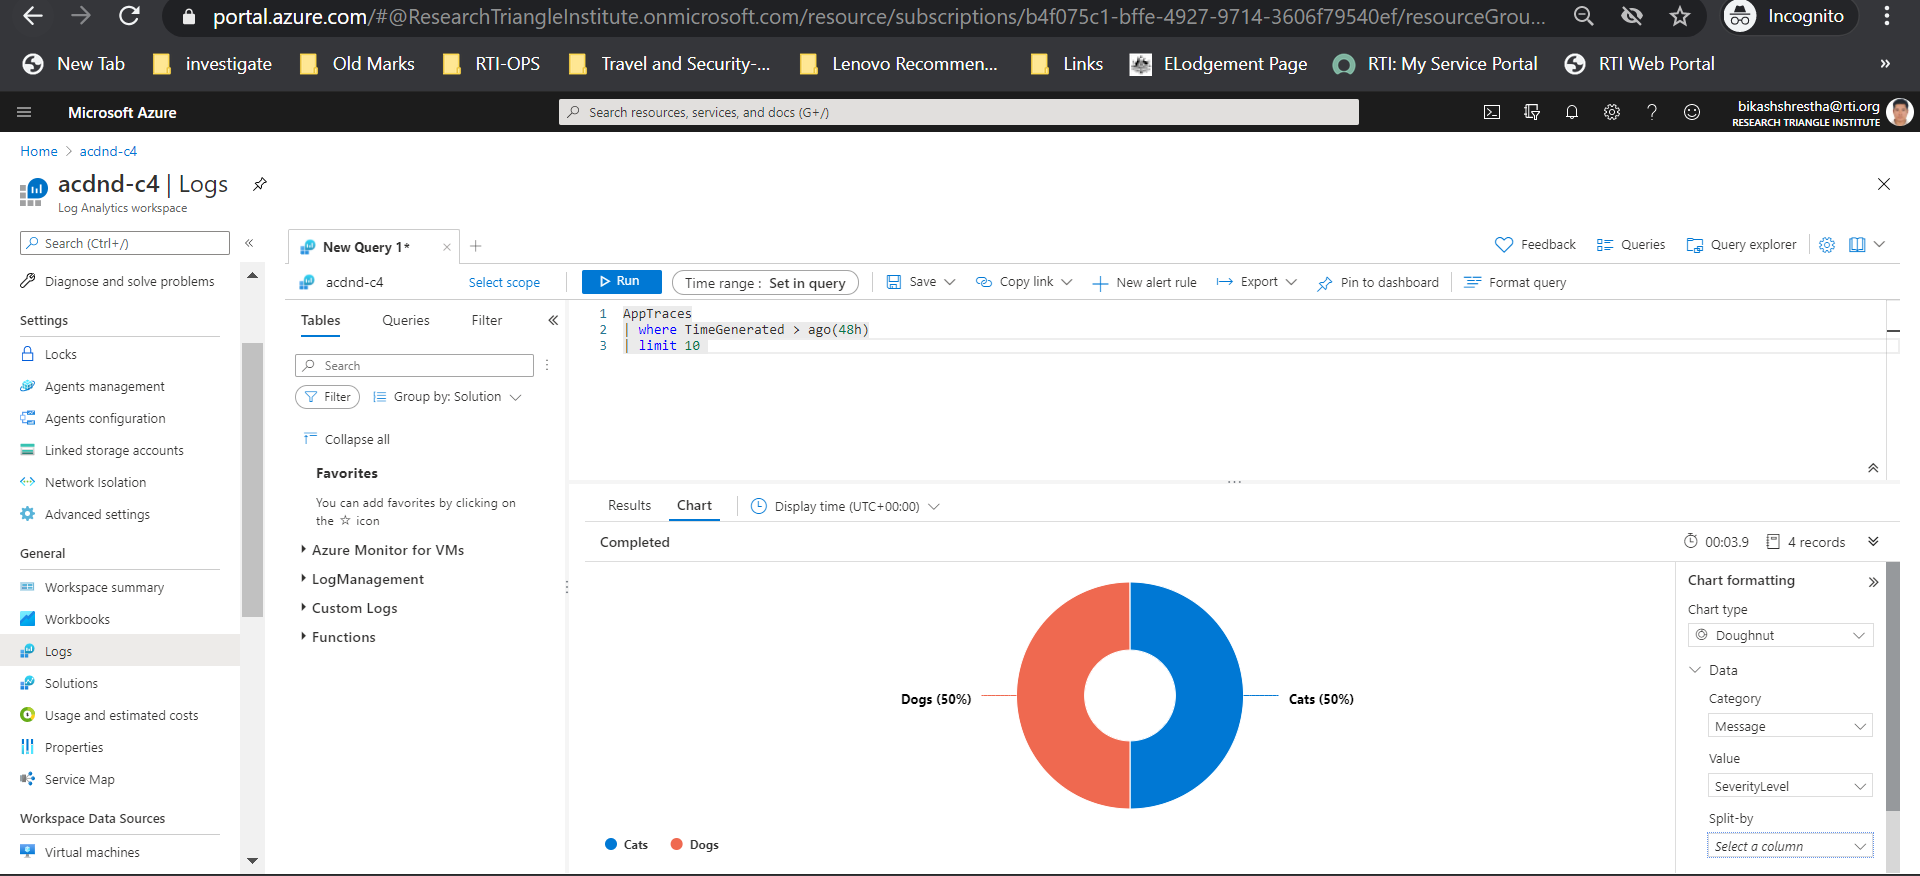 portal.azure.com/#@ResearchTriangleInstitute.onmicrosoft.com/resource/subscriptions/b4f075c1-bffe-4927-9714-3606f79540ef/resourceGrou...
Incognito
New Tab
investigate
Old Marks
RTI-OPS
Travel and Security-...
Lenovo Recommen...
Links
ELodgement Page
RTI: My Service Portal
RTI Web Portal
»
Microsoft Azure
Search resources, services, and docs (G+/)
bikashshrestha@rti.org
RESEARCH TRIANGLE INSTITUTE
Home > acdnd-c4
acdnd-c4 | Logs
Log Analytics workspace
Search (Ctrl+/)
«
Diagnose and solve problems
Settings
Locks
Agents management
Agents configuration
Linked storage accounts
Network Isolation
Advanced settings
General
Workspace summary
Workbooks
Logs
Solutions
Usage and estimated costs
Properties
Service Map
Workspace Data Sources
Virtual machines
New Query 1*
Feedback
Queries
Query explorer
acdnd-c4
Select scope
Run
Time range : Set in query
Save
Copy link
New alert rule
Export
Pin to dashboard
Format query
Tables
Queries
Filter
«
Search
Filter
Group by: Solution
Collapse all
Favorites
You can add favorites by clicking on
the ☆ icon
Azure Monitor for VMs
LogManagement
Custom Logs
Functions
1 AppTraces
2 | where TimeGenerated > ago(48h)
3 | limit 10
Results
Chart
Display time (UTC+00:00)
Completed
00:03.9
4 records
Dogs (50%)
Cats (50%)
Cats
Dogs
Chart formatting
»
Chart type
Doughnut
Data
Category
Message
Value
SeverityLevel
Split-by
Select a column